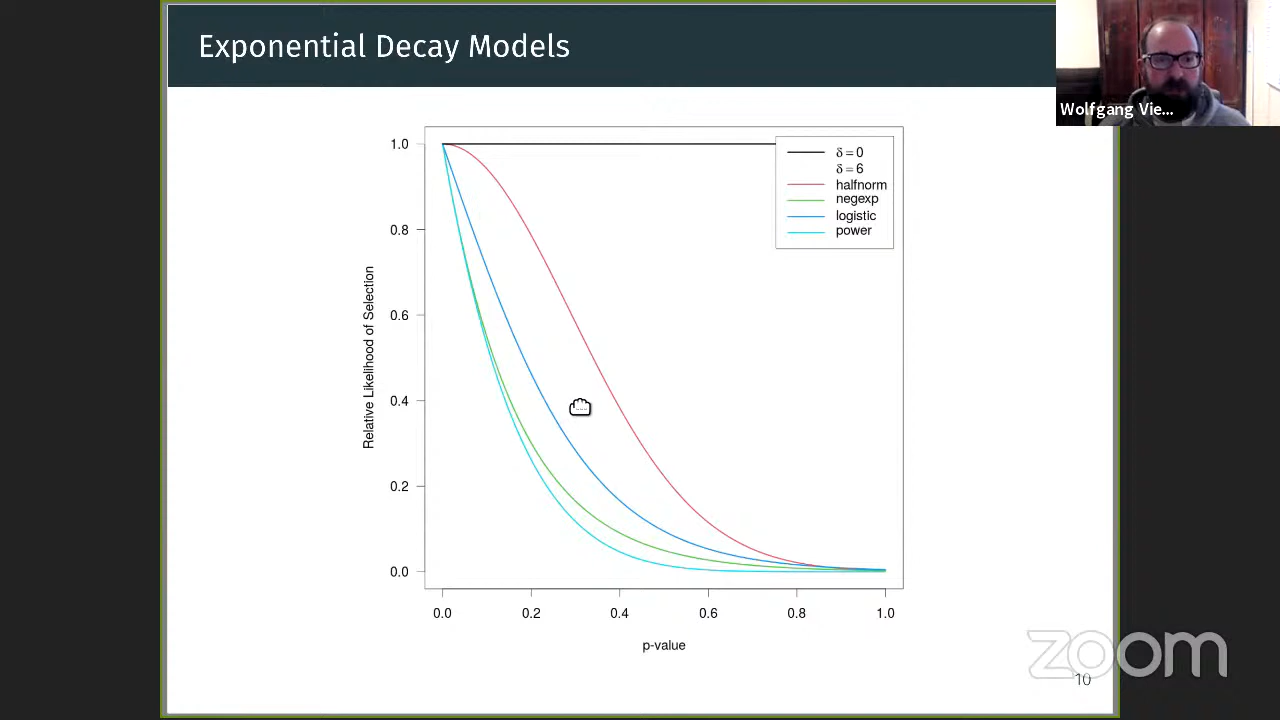 Exponential Decay Models
Wolfgang Vie...
1.0
0.8
0.6
0.4
0.2
0.0
Relative Likelihood of Selection
δ = 0
δ = 6
halfnorm
negexp
logistic
power
0.0 0.2 0.4 0.6 0.8 1.0
p-value
zoom
10